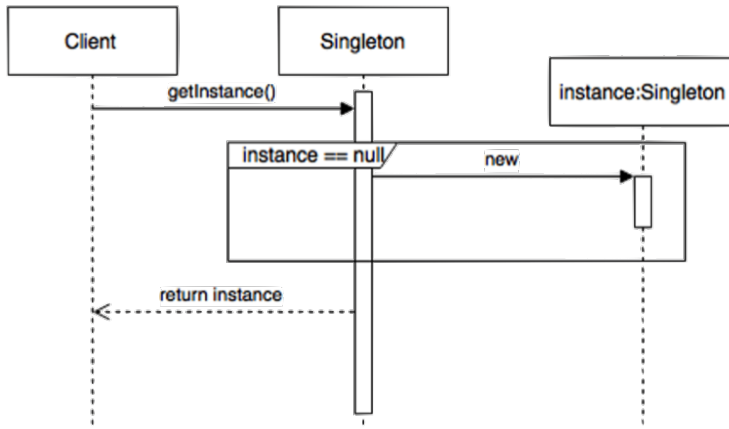 Client
Singleton
instance:Singleton
getInstance()
instance == null
new
return instance